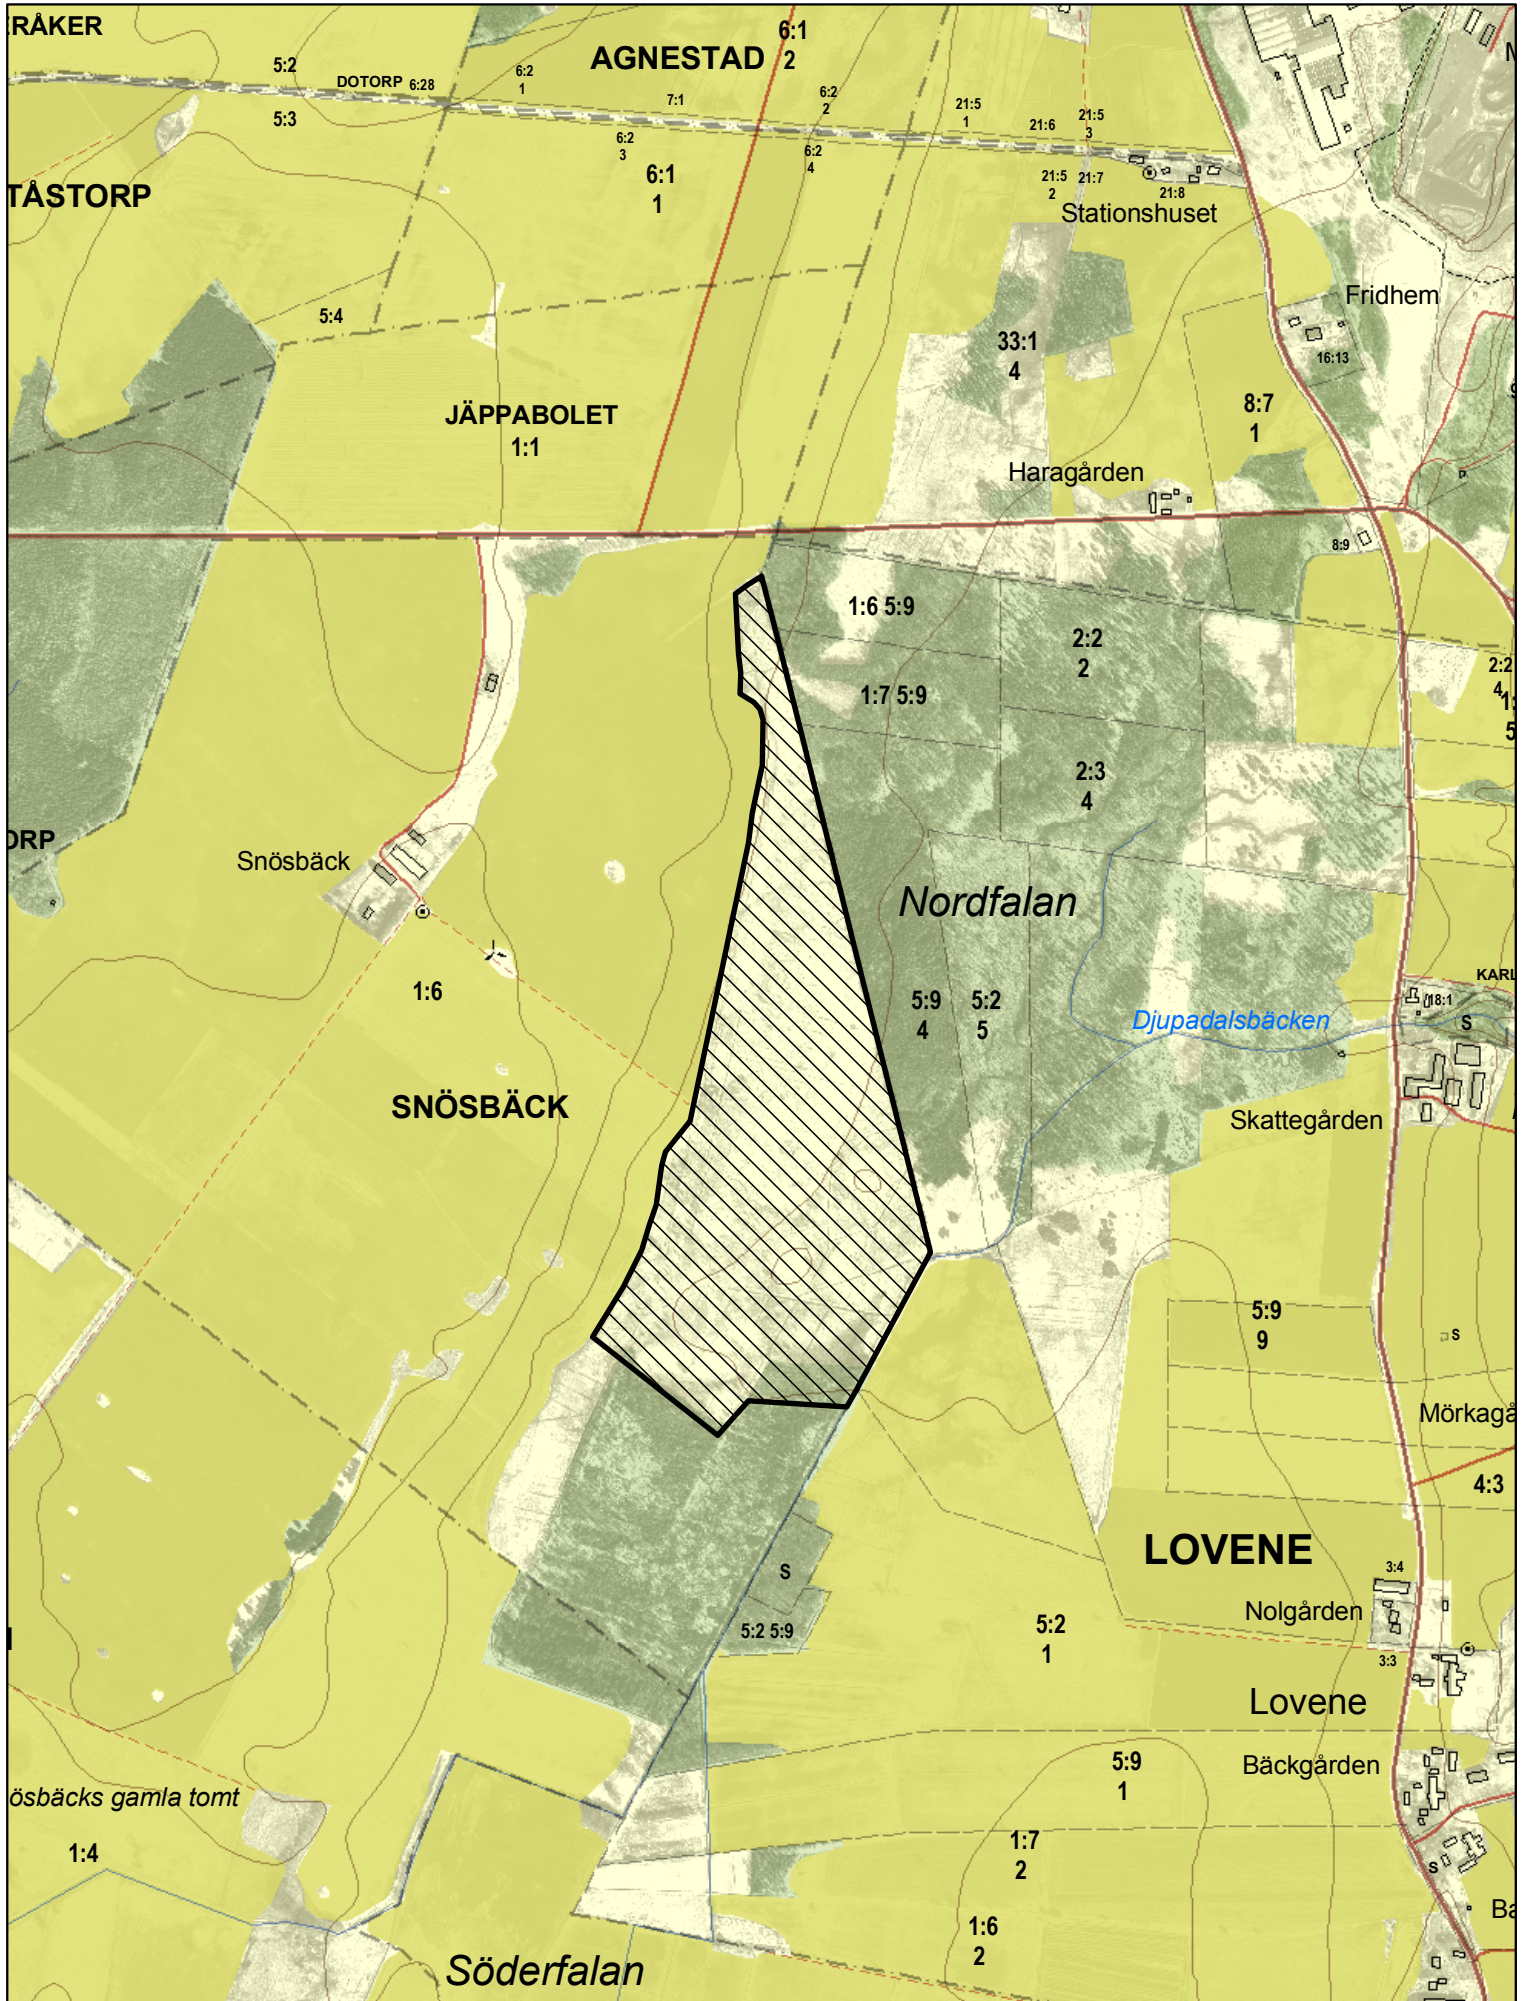 RÅKER
6:1
2
AGNESTAD
5:2
DOTORP 6:28
6:2
1
7:1
6:2
2
21:5
1
21:6
21:5
3
5:3
6:2
3
6:2
4
6:1
1
21:5
2
21:7
21:8
TÅSTORP
Stationshuset
Fridhem
5:4
33:1
4
16:13
JÄPPABOLET
1:1
8:7
1
Haragården
8:9
1:6 5:9
2:2
2
2:2
4
1:7 5:9
2:3
4
ORP
Snösbäck
Nordfalan
KARL
1:6
5:9
4
5:2
5
Djupadalsbäcken
18:1
S
SNÖSBÄCK
Skattegården
5:9
9
S
Mörkagå
4:3
LOVENE
3:4
S
Nolgården
5:2 5:9
5:2
1
3:3
Lovene
5:9
1
Bäckgården
ösbäcks gamla tomt
1:4
1:7
2
S
Ba
1:6
2
Söderfalan